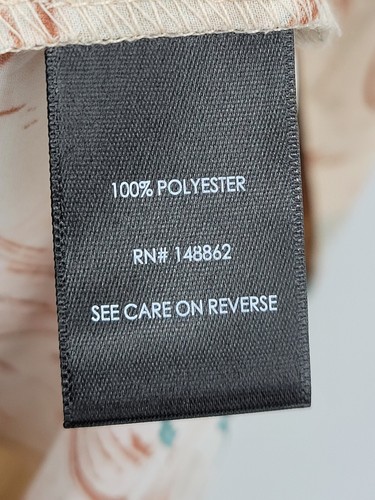 100% POLYESTER
RN# 148862
SEE CARE ON REVERSE